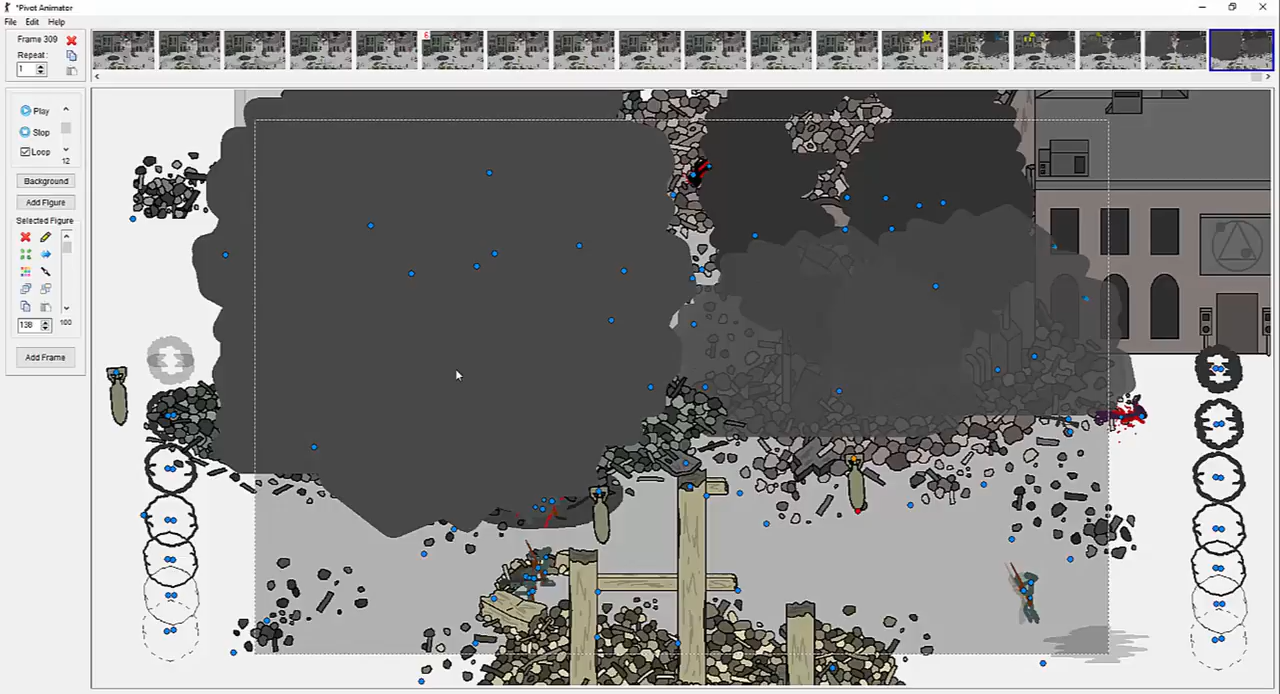 *Pivot Animator
File Edit Help
Frame 309
Repeat:
1
6
Play
Stop
Loop
12
Background
Add Figure
Selected Figure
138
100
Add Frame